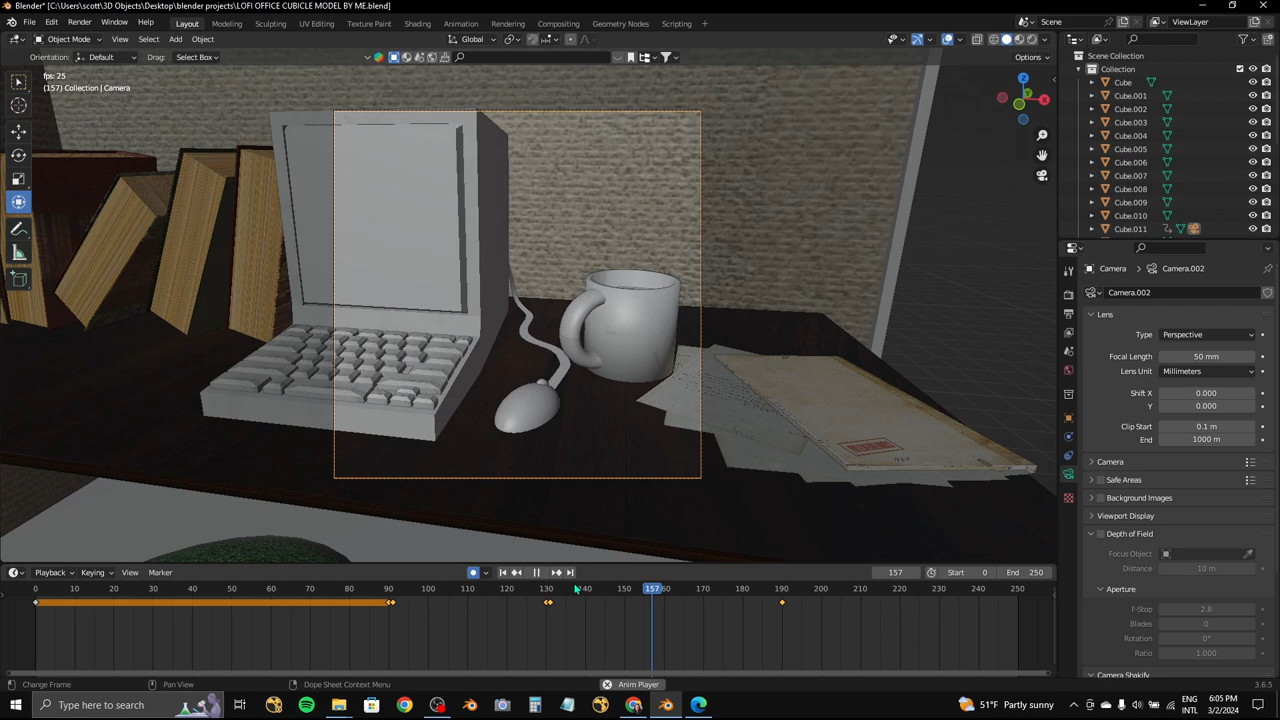 Blender* [C:\Users\scott\3D Objects\Desktop\blender projects\LOFI OFFICE CUBICLE MODEL BY ME.blend]
File Edit Render Window Help Layout Modeling Sculpting UV Editing Texture Paint Shading Animation Rendering Compositing Geometry Nodes Scripting + Scene ViewLayer
Object Mode View Select Add Object Global Options
Orientation: Default Drag: Select Box
fps: 25
(157) Collection | Camera
X
Z
Scene Collection
Collection
Cube
Cube.001
Cube.002
Cube.003
Cube.004
Cube.005
Cube.006
Cube.007
Cube.008
Cube.009
Cube.010
Cube.011
Camera > Camera.002
Camera.002
Lens
Type Perspective
Focal Length 50 mm
Lens Unit Millimeters
Shift X 0.000
Y 0.000
Clip Start 0.1 m
End 1000 m
Camera
Safe Areas
Background Images
Viewport Display
Depth of Field
Focus Object
Distance 10 m
Aperture
F-Stop 2.8
Blades 0
Rotation 0°
Ratio 1.000
Camera Shakify
Playback Keying View Marker 157 Start 0 End 250
0 10 20 30 40 50 60 70 80 90 100 110 120 130 140 150 157 60 170 180 190 200 210 220 230 240 250
Change Frame Pan View Dope Sheet Context Menu Anim Player 3.6.5
Type here to search 51°F Partly sunny ENG INTL 6:05 PM 3/2/2024